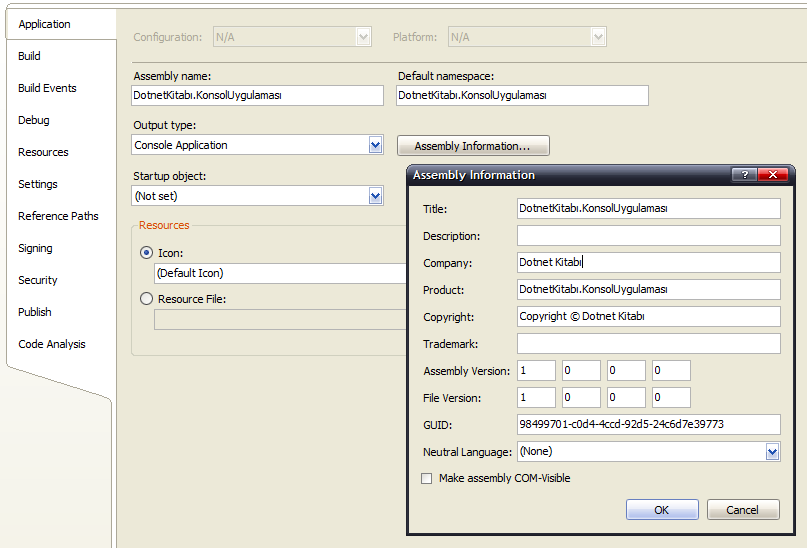 Application
Build
Build Events
Debug
Resources
Settings
Reference Paths
Signing
Security
Publish
Code Analysis
Configuration: N/A Platform: N/A
Assembly name: Default namespace:
DotnetKitabı.KonsolUygulaması DotnetKitabı.KonsolUygulaması
Output type:
Console Application Assembly Information...
Startup object:
(Not set)
Resources
Icon:
(Default Icon)
Resource File:
Assembly Information
Title: DotnetKitabı.KonsolUygulaması
Description:
Company: Dotnet Kitabı
Product: DotnetKitabı.KonsolUygulaması
Copyright: Copyright © Dotnet Kitabı
Trademark:
Assembly Version: 1 0 0 0
File Version: 1 0 0 0
GUID: 98499701-c0d4-4ccd-92d5-24c6d7e39773
Neutral Language: (None)
Make assembly COM-Visible
OK Cancel